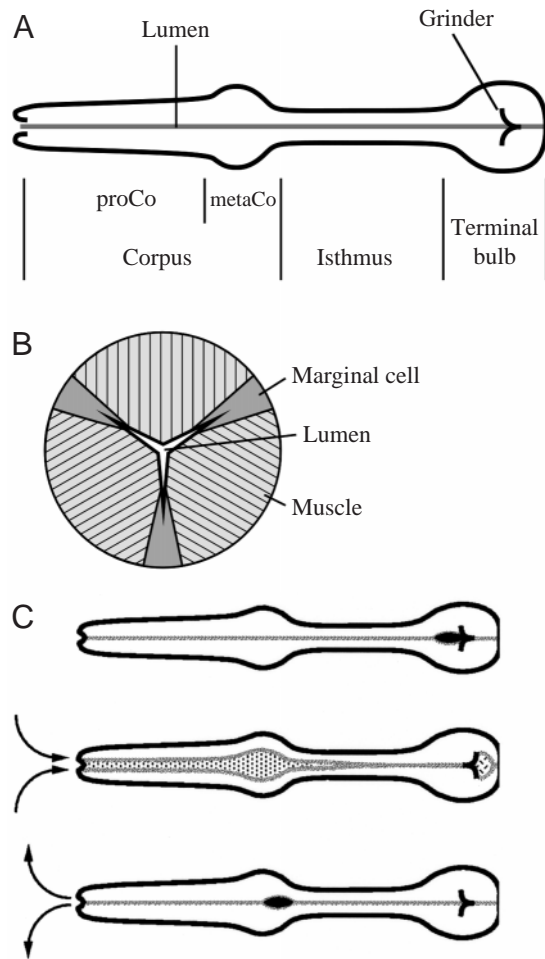 A
Lumen
Grinder
proCo
metaCo
Corpus
Isthmus
Terminal
bulb
B
Marginal cell
Lumen
Muscle
C